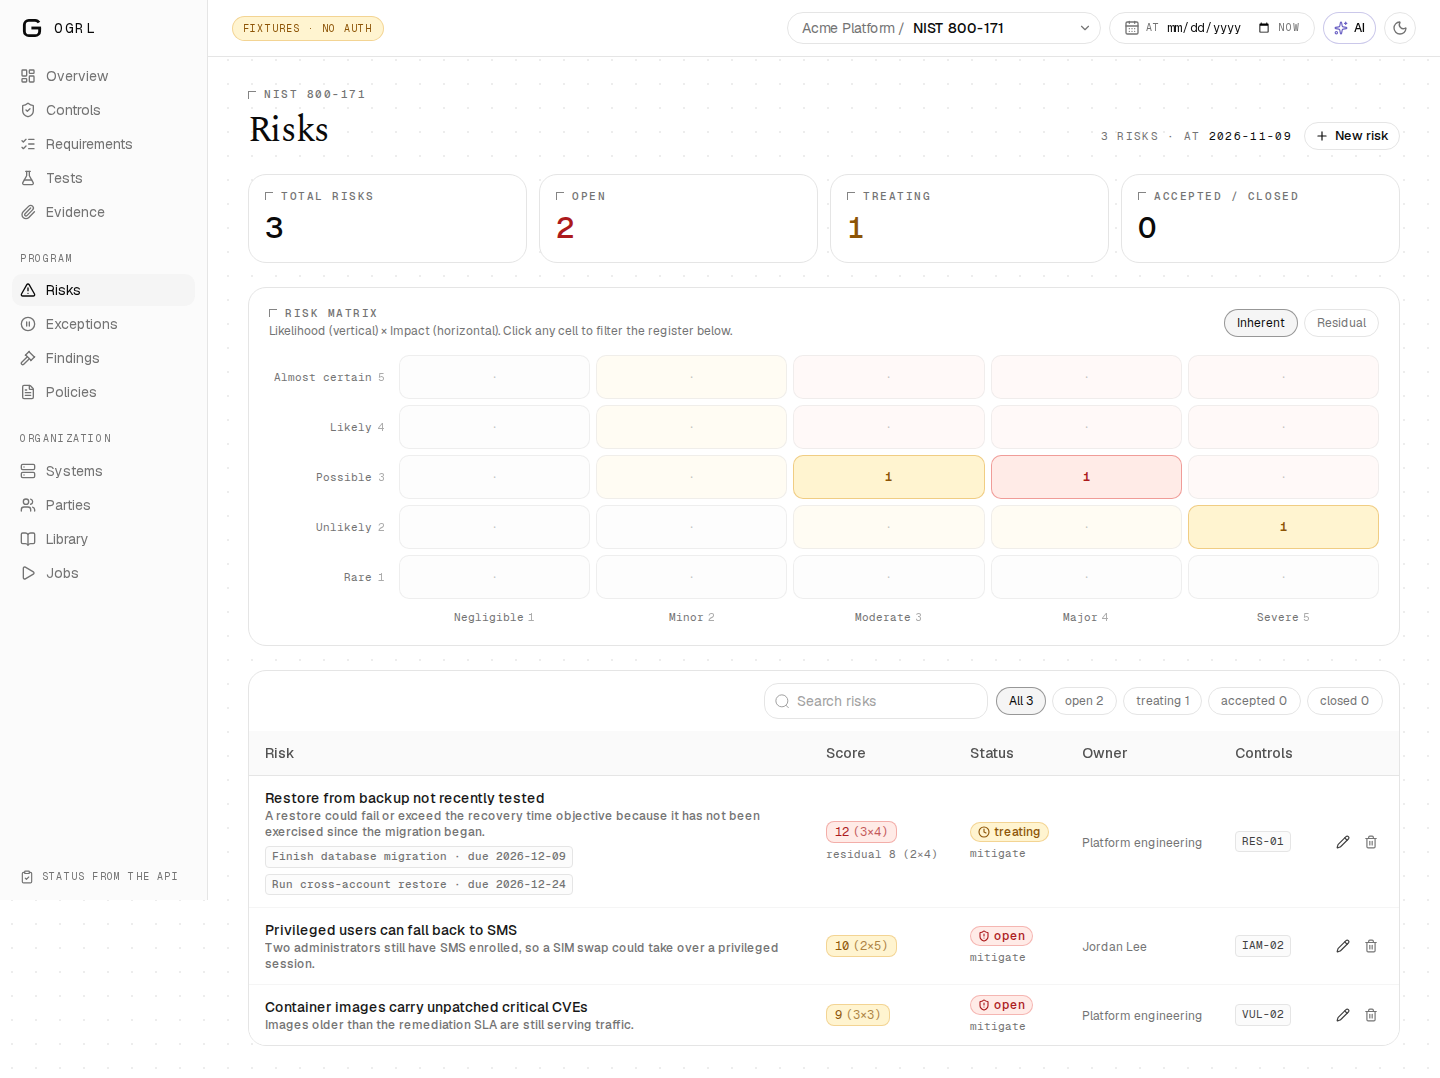 OGRL
FIXTURES · NO AUTH
Acme Platform / NIST 800-171
AT mm/dd/yyyy NOW
AI
Overview
Controls
Requirements
Tests
Evidence
PROGRAM
Risks
Exceptions
Findings
Policies
ORGANIZATION
Systems
Parties
Library
Jobs
STATUS FROM THE API
NIST 800-171
Risks
3 RISKS · AT 2026-11-09
New risk
TOTAL RISKS
3
OPEN
2
TREATING
1
ACCEPTED / CLOSED
0
RISK MATRIX
Likelihood (vertical) × Impact (horizontal). Click any cell to filter the register below.
Inherent
Residual
Almost certain 5 · · · · ·
Likely 4 · · · · ·
Possible 3 · · 1 1 ·
Unlikely 2 · · · · 1
Rare 1 · · · · ·
Negligible 1 Minor 2 Moderate 3 Major 4 Severe 5
Search risks
All 3 open 2 treating 1 accepted 0 closed 0
Risk Score Status Owner Controls
Restore from backup not recently tested
A restore could fail or exceed the recovery time objective because it has not been
exercised since the migration began.
Finish database migration · due 2026-12-09
Run cross-account restore · due 2026-12-24
12 (3×4)
residual 8 (2×4)
treating
mitigate
Platform engineering
RES-01
Privileged users can fall back to SMS
Two administrators still have SMS enrolled, so a SIM swap could take over a privileged
session.
10 (2×5)
open
mitigate
Jordan Lee
IAM-02
Container images carry unpatched critical CVEs
Images older than the remediation SLA are still serving traffic.
9 (3×3)
open
mitigate
Platform engineering
VUL-02